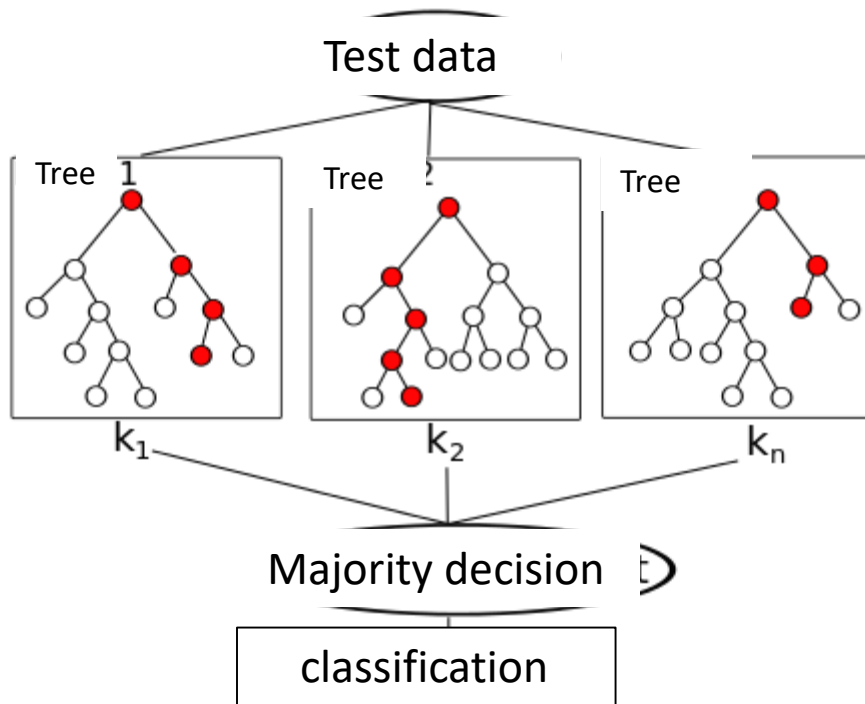 Test data
Tree 1
Tree 2
Tree
k₁
k₂
kₙ
Majority decision
classification